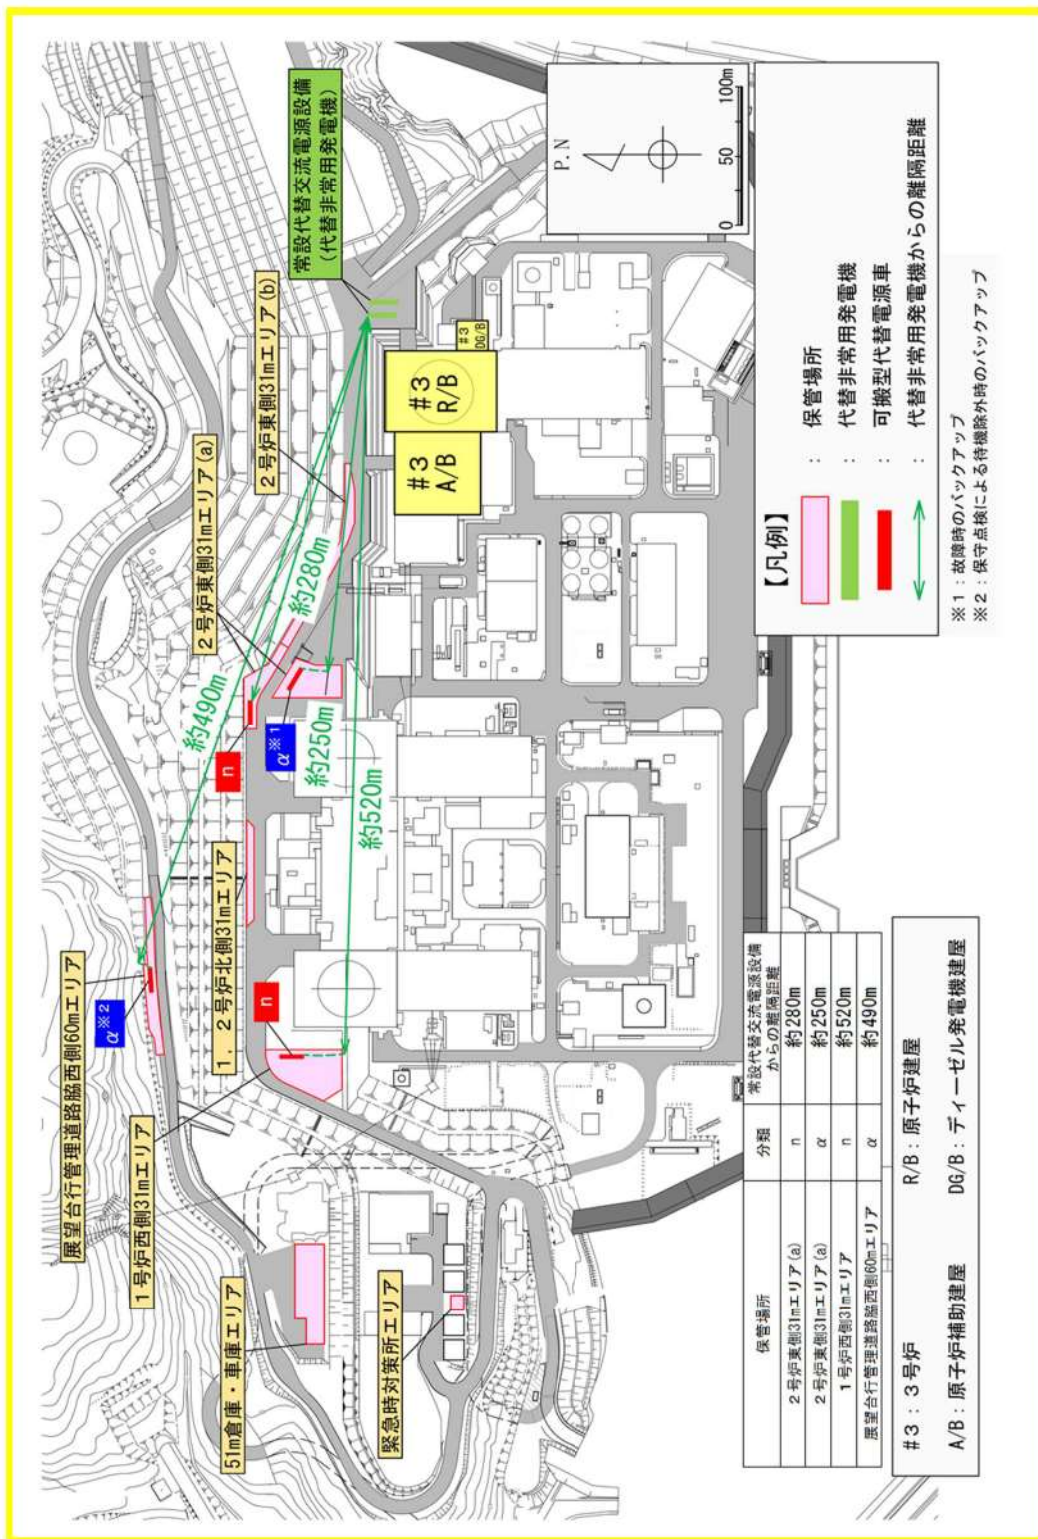 常設代替交流電源設備
(代替非常用発電機)
2号炉東側31mエリア(b)
2号炉東側31mエリア(a)
展望台行管理道路脇西側60mエリア
1,2号炉北側31mエリア
1号炉西側31mエリア
51m倉庫・車庫エリア
緊急時対策所エリア
α※2
n
n
α※1
約490m
約280m
約250m
約520m
#3
A/B
#3
R/B
#3
DG/B
P.N
0 50 100m
【凡例】
: 保管場所
: 代替非常用発電機
: 可搬型代替電源車
: 代替非常用発電機からの離隔距離
※1:故障時のバックアップ
※2:保守点検による待機除外時のバックアップ
保管場所 分類 常設代替交流電源設備
からの離隔距離
2号炉東側31mエリア(a) n 約280m
2号炉東側31mエリア(a) α 約250m
1号炉西側31mエリア n 約520m
展望台行管理道路脇西側60mエリア α 約490m
#3:3号炉 R/B:原子炉建屋
A/B:原子炉補助建屋 DG/B:ディーゼル発電機建屋